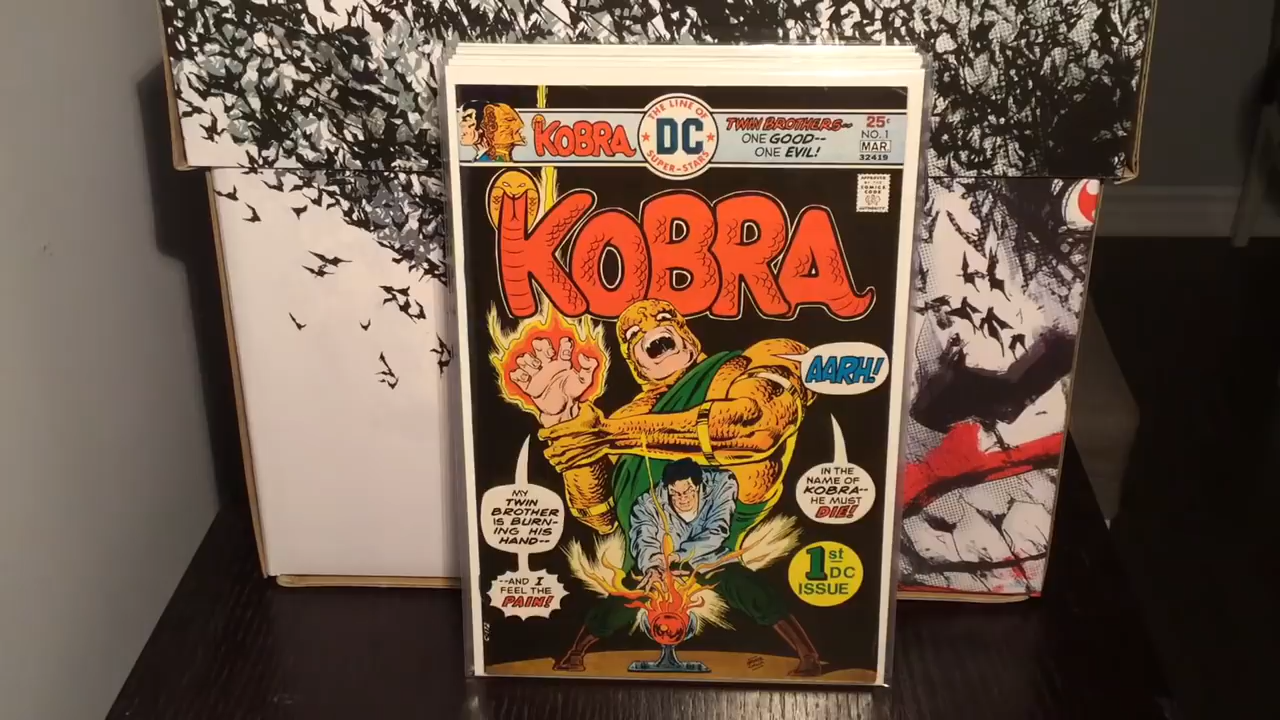 KOBRA
THE LINE OF
DC
SUPER-STARS
TWIN BROTHERS--
ONE GOOD--
ONE EVIL!
25¢
NO. 1
MAR.
32419
APPROVED
BY THE
COMICS
CODE
AUTHORITY
KOBRA
AARH!
MY
TWIN
BROTHER
IS BURN-
ING HIS
HAND--
--AND I
FEEL THE
PAIN!
IN THE
NAME OF
KOBRA--
HE MUST
DIE!
1st
DC
ISSUE